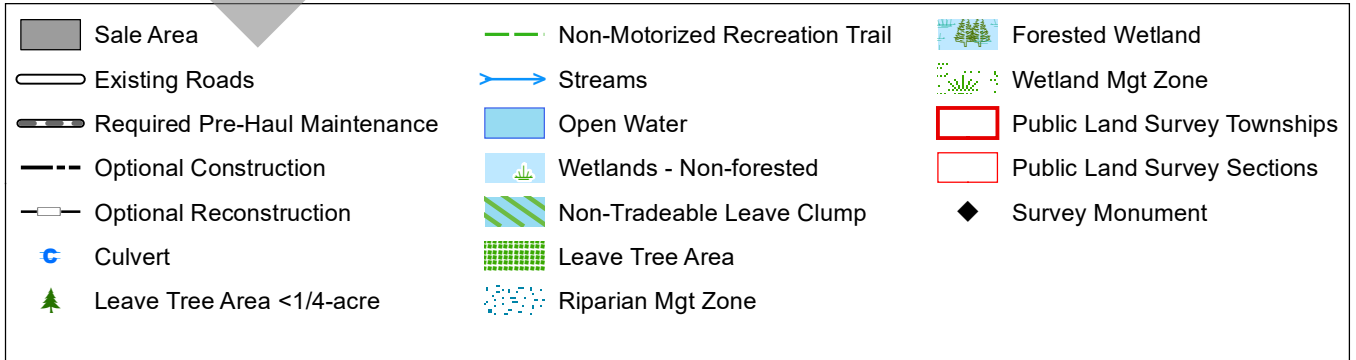 Sale Area
Existing Roads
Required Pre-Haul Maintenance
Optional Construction
Optional Reconstruction
Culvert
Leave Tree Area <1/4-acre
Non-Motorized Recreation Trail
Streams
Open Water
Wetlands - Non-forested
Non-Tradeable Leave Clump
Leave Tree Area
Riparian Mgt Zone
Forested Wetland
Wetland Mgt Zone
Public Land Survey Townships
Public Land Survey Sections
Survey Monument